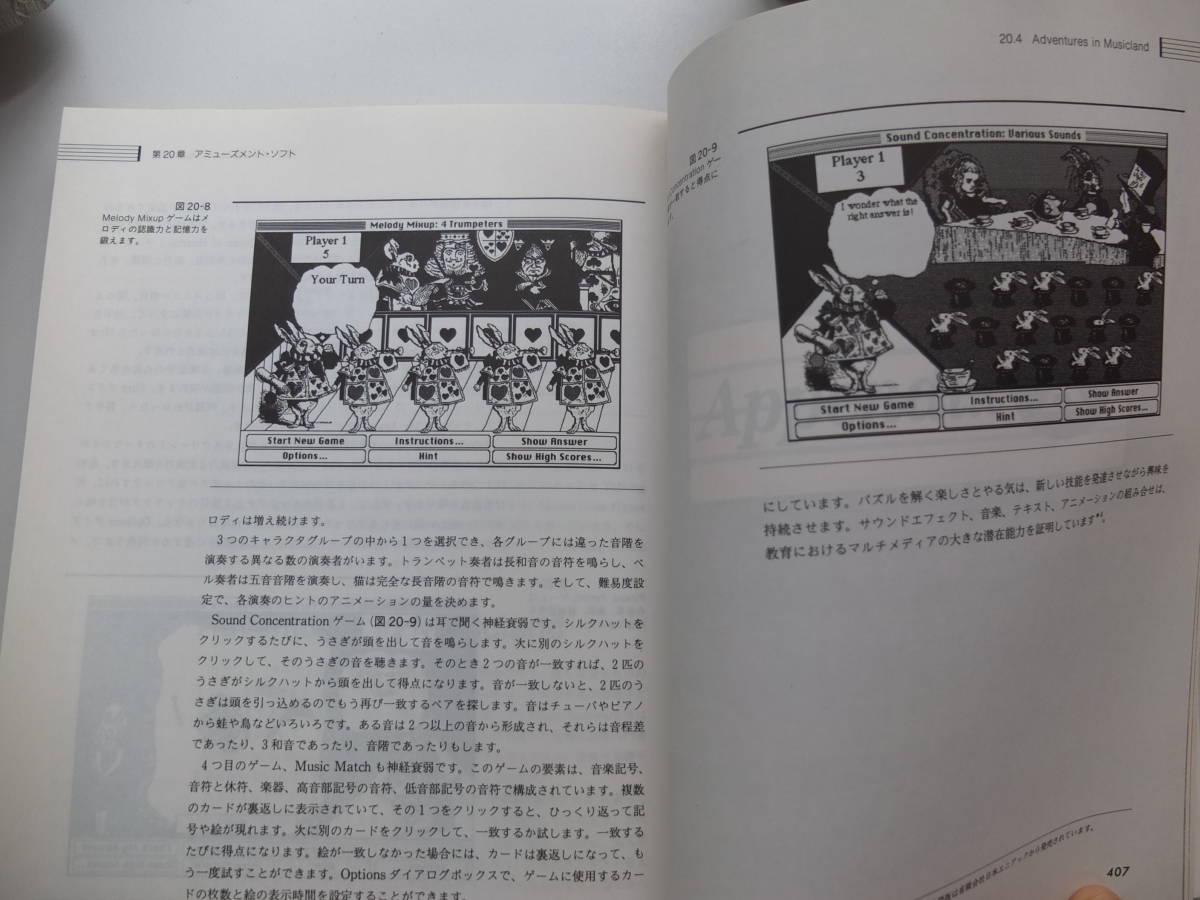 第20章 アミューズメント・ソフト
図20-8
Melody Mixup ゲームはメ
ロディの認識力と記憶力を
鍛えます。
Melody Mixup: 4 Trumpeters
Player 1
5
Your Turn
Start New Game
Instructions...
Show Answer
Options...
Hint
Show High Scores...
ロディは増え続けます。
3つのキャラクタグループの中から1つを選択でき、各グループには違った音階を
演奏する異なる数の演奏者がいます。トランペット奏者は長和音の音符を鳴らし、ベ
ル奏者は五音音階を演奏し、猫は完全な長音階の音符で鳴きます。そして、難易度設
定で、各演奏のヒントのアニメーションの量を決めます。
Sound Concentration ゲーム(図20-9)は耳で聞く神経衰弱です。シルクハットを
クリックするたびに、うさぎが頭を出して音を鳴らします。次に別のシルクハットを
クリックして、そのうさぎの音を聴きます。そのとき2つの音が一致すれば、2匹の
うさぎがシルクハットから頭を出して得点になります。音が一致しないと、2匹のう
さぎは頭を引っ込めるのでもう再び一致するペアを探します。音はチューバやピアノ
から蛙や鳥などいろいろです。ある音は2つ以上の音から形成され、それらは音程差
であったり、3和音であったり、音階であったりもします。
4つ目のゲーム、Music Match も神経衰弱です。このゲームの要素は、音楽記号、
音符と休符、楽器、高音部記号の音符、低音部記号の音符で構成されています。複数
のカードが裏返しに表示されていて、その1つをクリックすると、ひっくり返って記
号や絵が現れます。次に別のカードをクリックして、一致するか試します。一致する
たびに得点になります。絵が一致しなかった場合には、カードは裏返しになって、も
う一度試すことができます。Options ダイアログボックスで、ゲームに使用するカー
ドの枚数と絵の表示時間を設定することができます。
20.4 Adventures in Musicland
図20-9
Concentration ゲー
致すると得点に
Sound Concentration: Various Sounds
Player 1
3
I wonder what the
right answer is!
Start New Game
Instructions...
Show Answer
Options...
Hint
Show High Scores...
にしています。パズルを解く楽しさとやる気は、新しい技能を発達させながら興味を
持続させます。サウンドエフェクト、音楽、テキスト、アニメーションの組み合せは、
教育におけるマルチメディアの大きな潜在能力を証明しています*4。
は有限会社日本エニアックから発売されています。
407